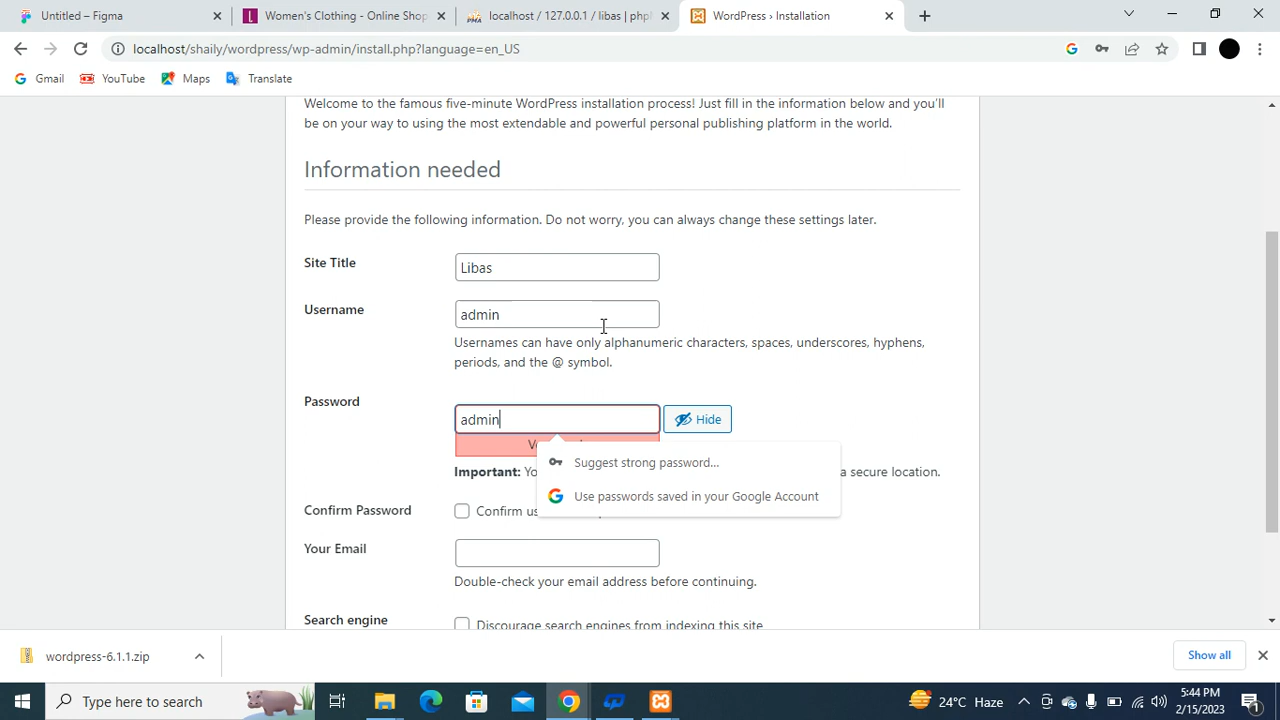 Untitled – Figma
Women's Clothing - Online Shop
localhost / 127.0.0.1 / libas | php
WordPress › Installation
localhost/shaily/wordpress/wp-admin/install.php?language=en_US
Gmail
YouTube
Maps
Translate
Welcome to the famous five-minute WordPress installation process! Just fill in the information below and you'll
be on your way to using the most extendable and powerful personal publishing platform in the world.
Information needed
Please provide the following information. Do not worry, you can always change these settings later.
Site Title
Libas
Username
admin
Usernames can have only alphanumeric characters, spaces, underscores, hyphens,
periods, and the @ symbol.
Password
admin
Hide
Suggest strong password...
Important:
a secure location.
Use passwords saved in your Google Account
Confirm Password
Confirm
Your Email
Double-check your email address before continuing.
Search engine
Discourage search engines from indexing this site
wordpress-6.1.1.zip
Show all
Type here to search
24°C Haze
5:44 PM
2/15/2023